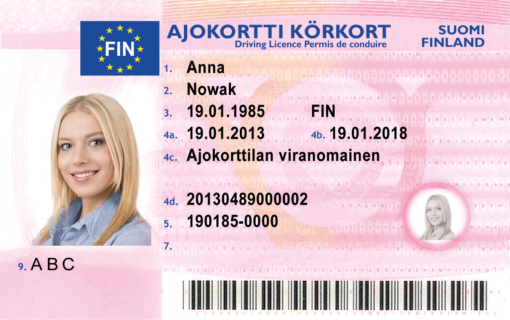 FIN
AJOKORTTI KÖRKORT
Driving Licence Permis de conduire
SUOMI
FINLAND
1. Anna
2. Nowak
3. 19.01.1985 FIN
4a. 19.01.2013 4b. 19.01.2018
4c. Ajokorttilan viranomainen
4d. 20130489000002
5. 190185-0000
7.
9. A B C